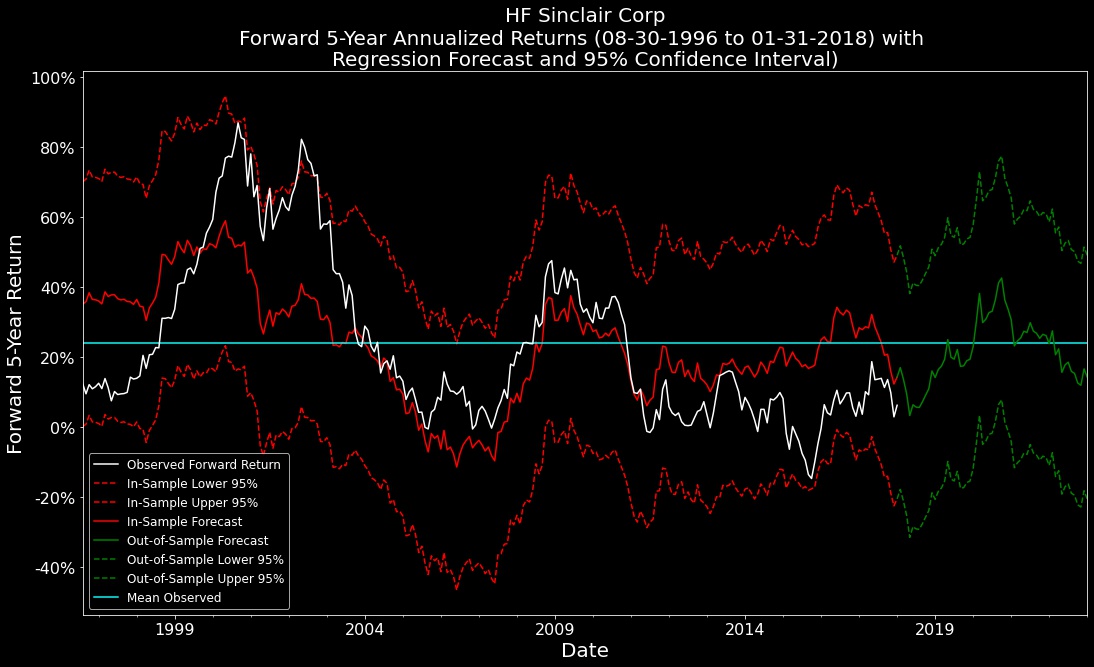 HF Sinclair Corp
Forward 5-Year Annualized Returns (08-30-1996 to 01-31-2018) with
Regression Forecast and 95% Confidence Interval)
Forward 5-Year Return
100%
80%
60%
40%
20%
0%
-20%
-40%
Observed Forward Return
In-Sample Lower 95%
In-Sample Upper 95%
In-Sample Forecast
Out-of-Sample Forecast
Out-of-Sample Lower 95%
Out-of-Sample Upper 95%
Mean Observed
1999
2004
2009
2014
2019
Date